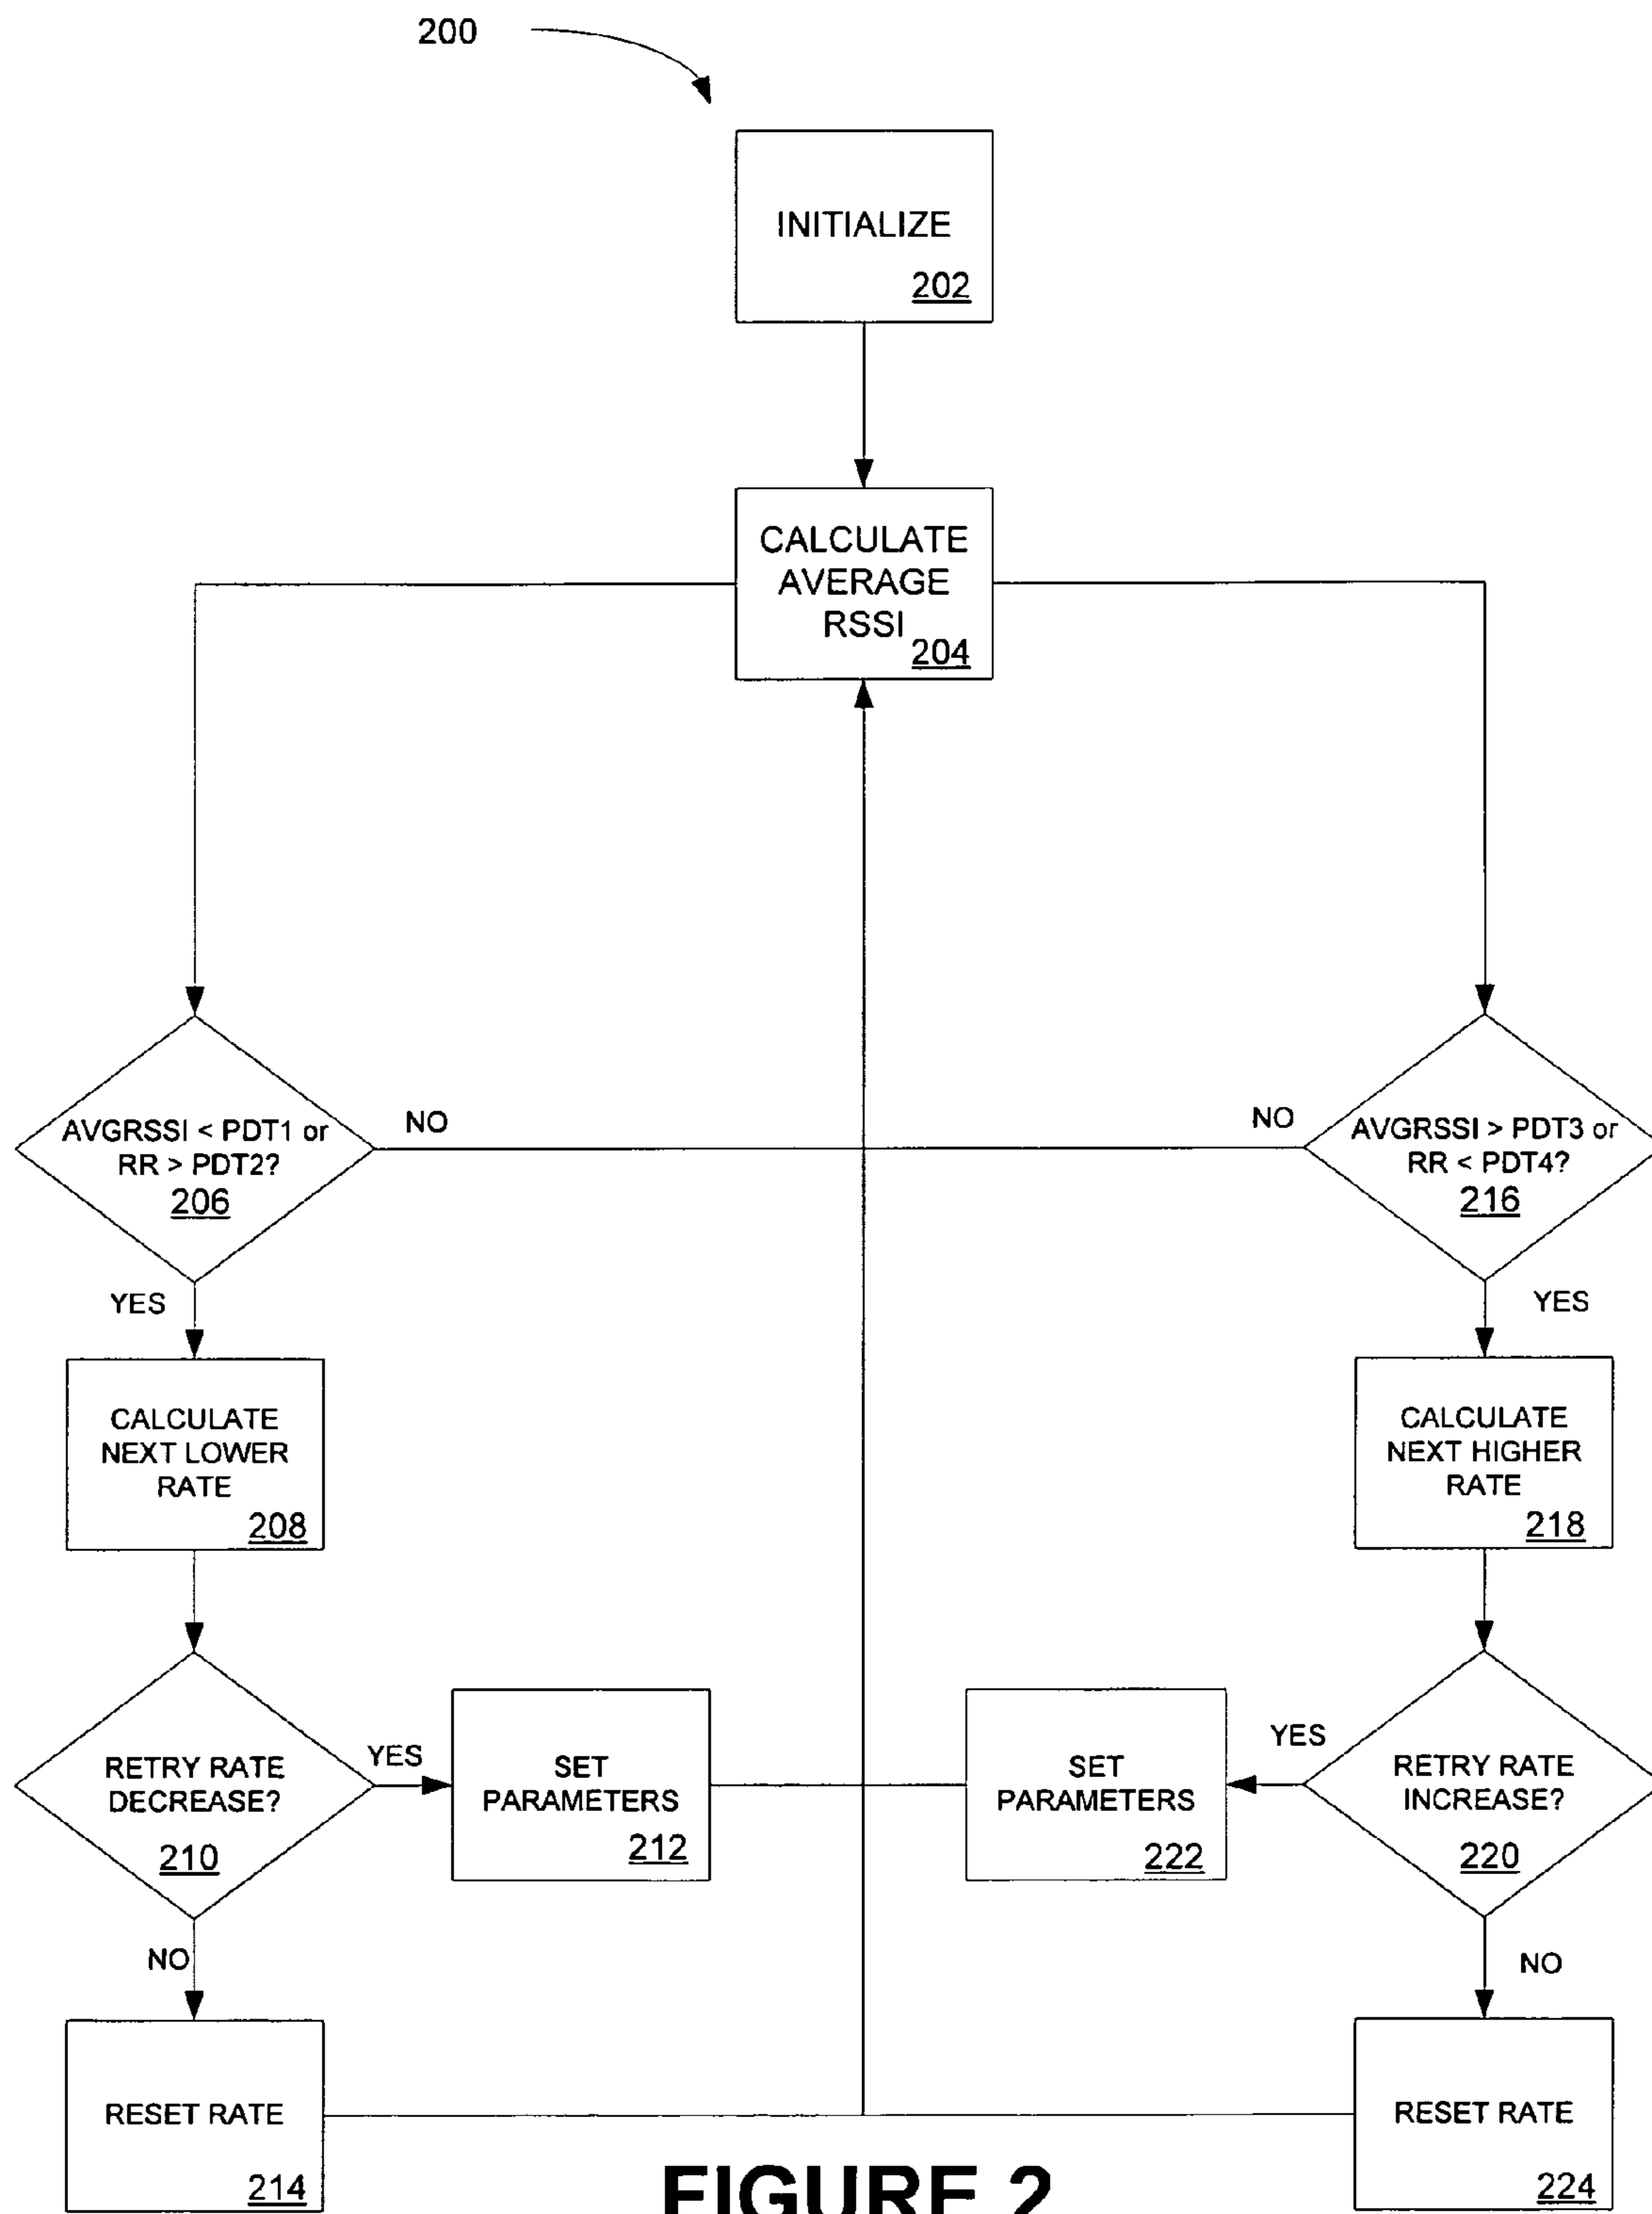 200
INITIALIZE
202
CALCULATE
AVERAGE
RSSI
204
AVGRSSI < PDT1 or
RR > PDT2?
206
NO
NO
AVGRSSI > PDT3 or
RR < PDT4?
216
YES
YES
CALCULATE
NEXT LOWER
RATE
208
CALCULATE
NEXT HIGHER
RATE
218
RETRY RATE
DECREASE?
210
YES
SET
PARAMETERS
212
SET
PARAMETERS
222
YES
RETRY RATE
INCREASE?
220
NO
NO
RESET RATE
214
RESET RATE
224
FIGURE 2